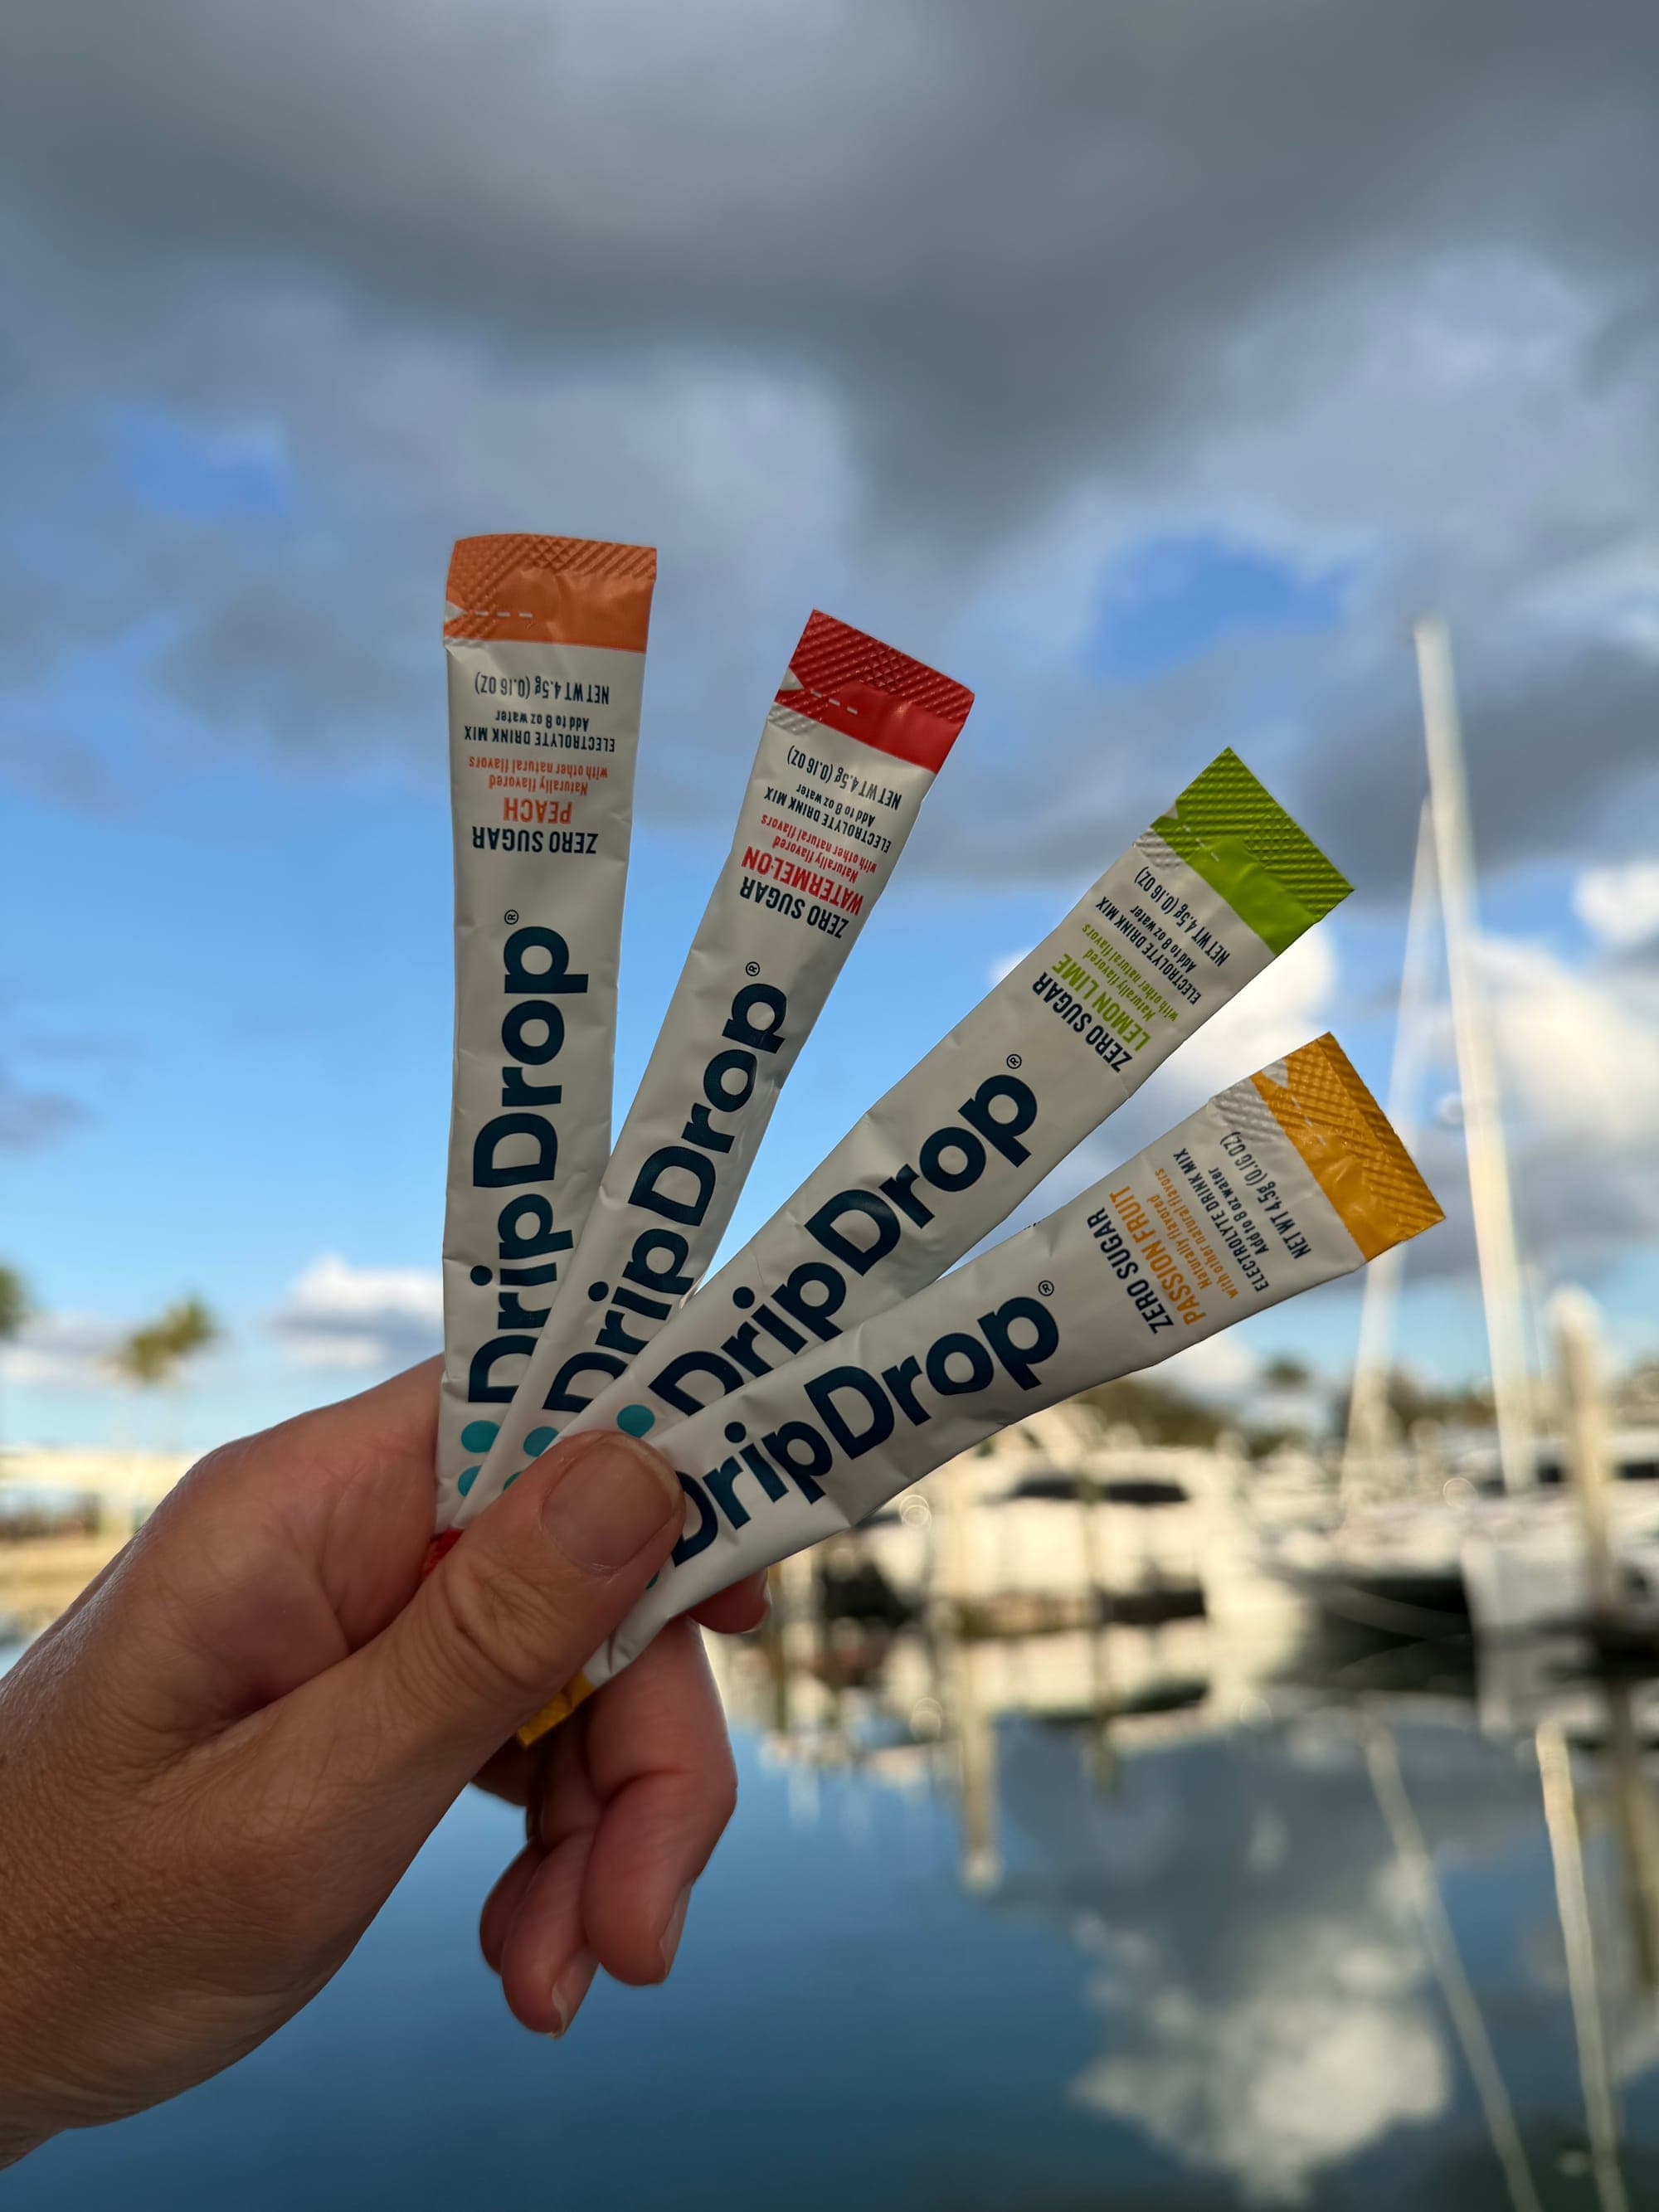 DripDrop®
ZERO SUGAR
PEACH
Naturally flavored
with other natural flavors
ELECTROLYTE DRINK MIX
Add to 8 oz water
NET WT 4.5g (0.16 OZ)
DripDrop®
ZERO SUGAR
WATERMELON
Naturally flavored
with other natural flavors
ELECTROLYTE DRINK MIX
Add to 8 oz water
NET WT 4.5g (0.16 OZ)
DripDrop®
ZERO SUGAR
LEMON LIME
Naturally flavored
with other natural flavors
ELECTROLYTE DRINK MIX
Add to 8 oz water
NET WT 4.5g (0.16 OZ)
DripDrop®
ZERO SUGAR
PASSION FRUIT
Naturally flavored
with other natural flavors
ELECTROLYTE DRINK MIX
Add to 8 oz water
NET WT 4.5g (0.16 OZ)